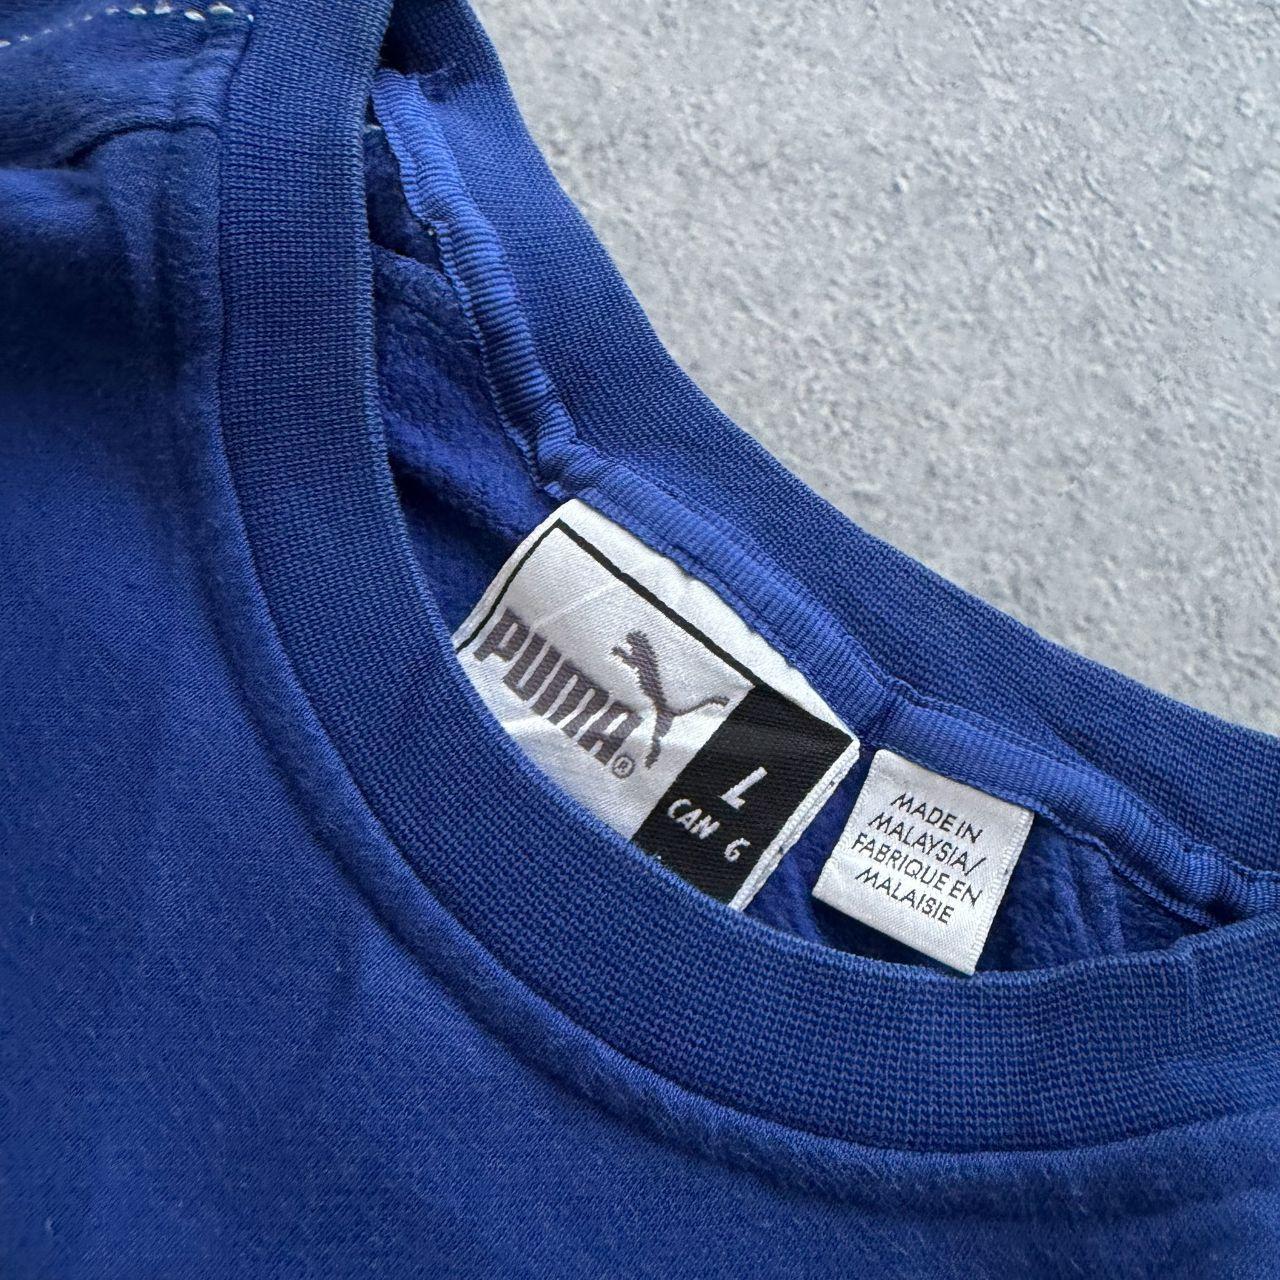 PUMA®
L
CAN G
MADE IN
MALAYSIA/
FABRIQUE EN
MALAISIE